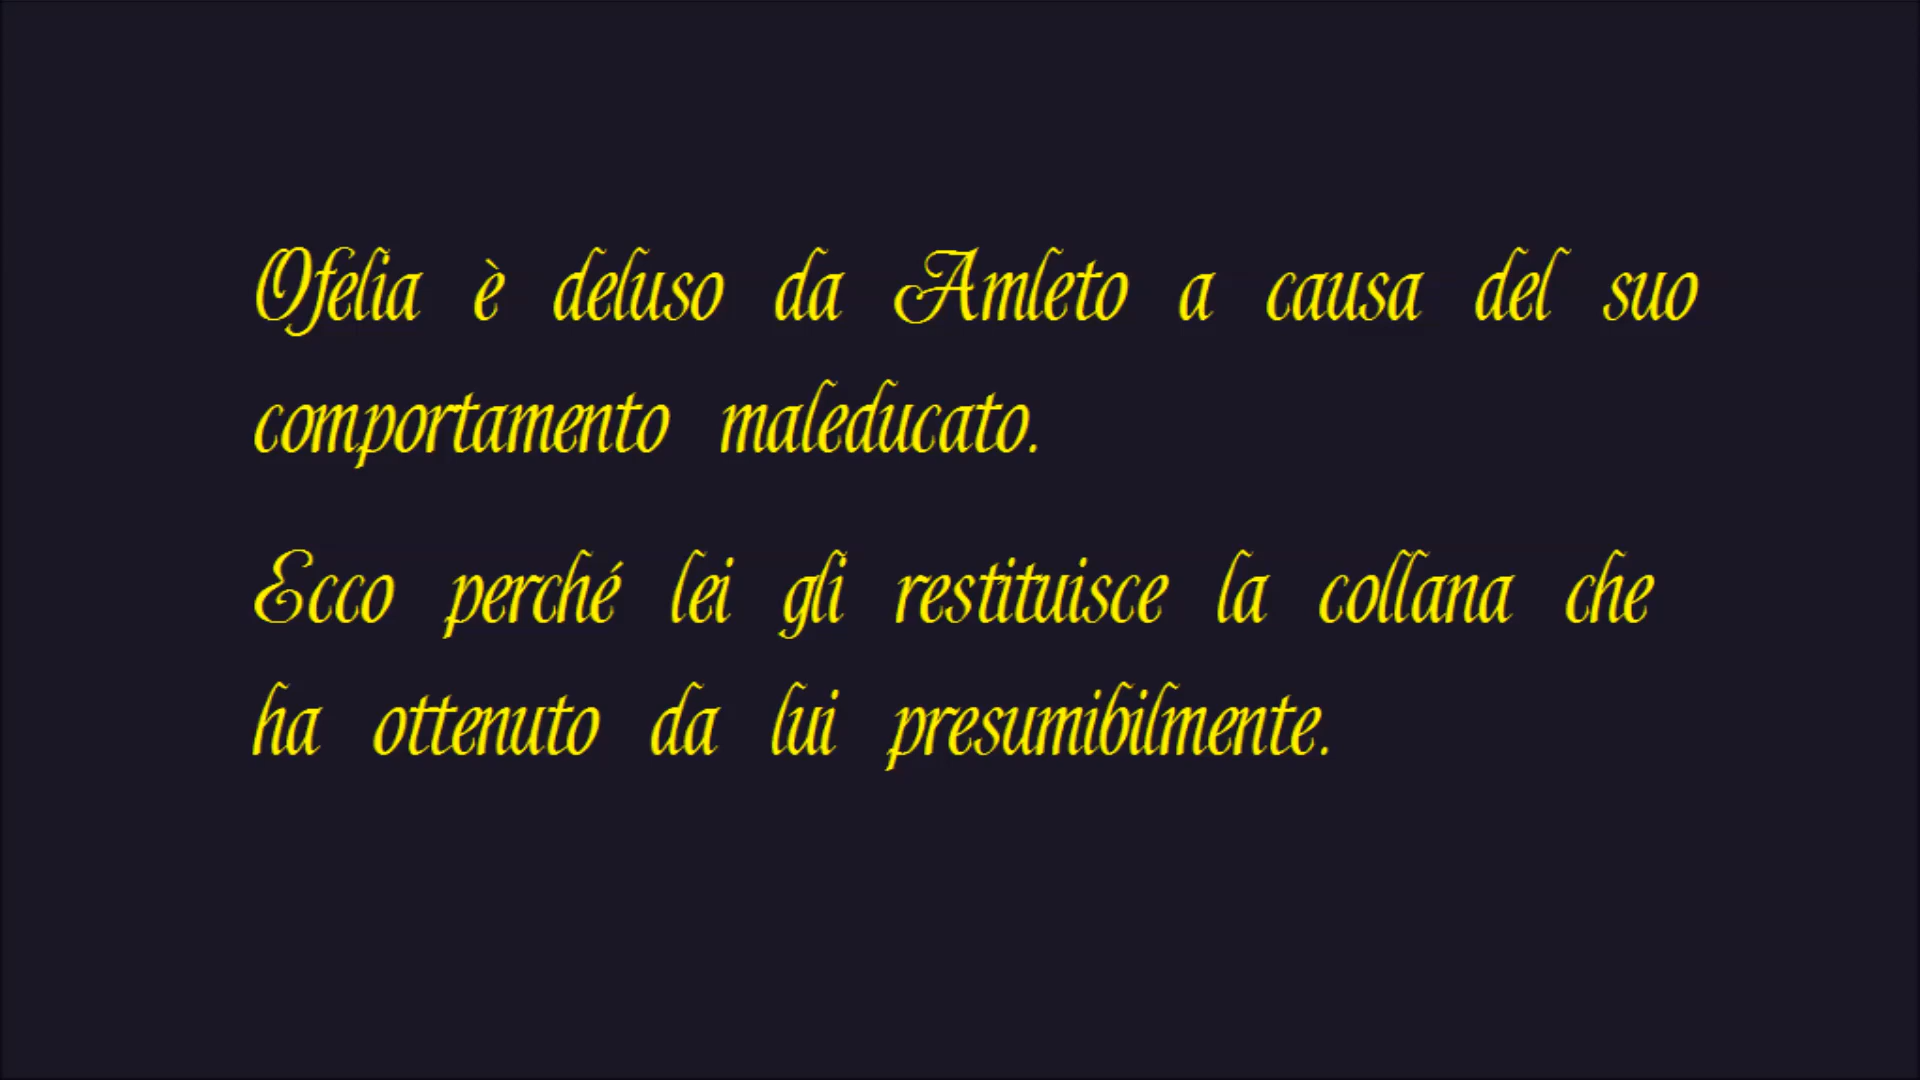 Ofelia è deluso da Amleto a causa del suo
comportamento maleducato.
Ecco perché lei gli restituisce la collana che
ha ottenuto da lui presumibilmente.